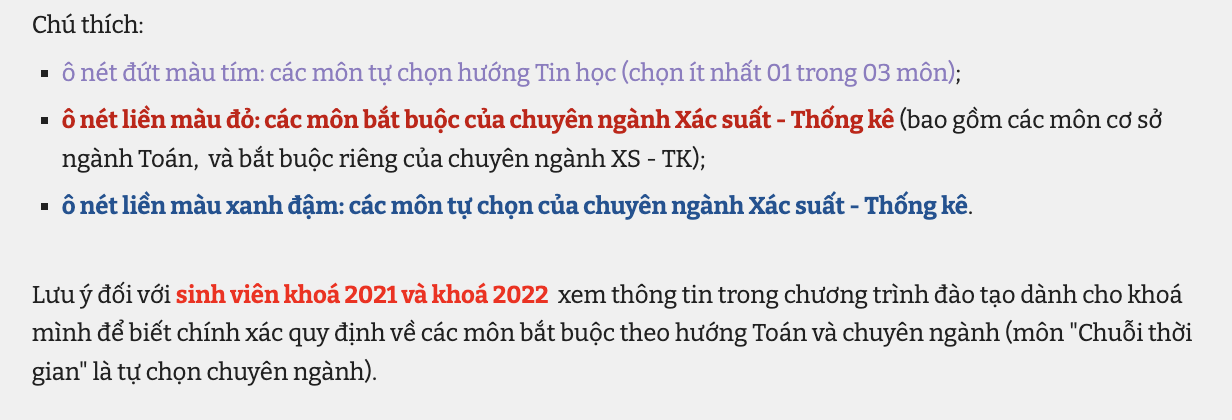 Chú thích:
ô nét đứt màu tím: các môn tự chọn hướng Tin học (chọn ít nhất 01 trong 03 môn);
ô nét liền màu đỏ: các môn bắt buộc của chuyên ngành Xác suất - Thống kê (bao gồm các môn cơ sở
ngành Toán, và bắt buộc riêng của chuyên ngành XS - TK);
ô nét liền màu xanh đậm: các môn tự chọn của chuyên ngành Xác suất - Thống kê.
Lưu ý đối với sinh viên khoá 2021 và khoá 2022 xem thông tin trong chương trình đào tạo dành cho khoá
mình để biết chính xác quy định về các môn bắt buộc theo hướng Toán và chuyên ngành (môn "Chuỗi thời
gian" là tự chọn chuyên ngành).